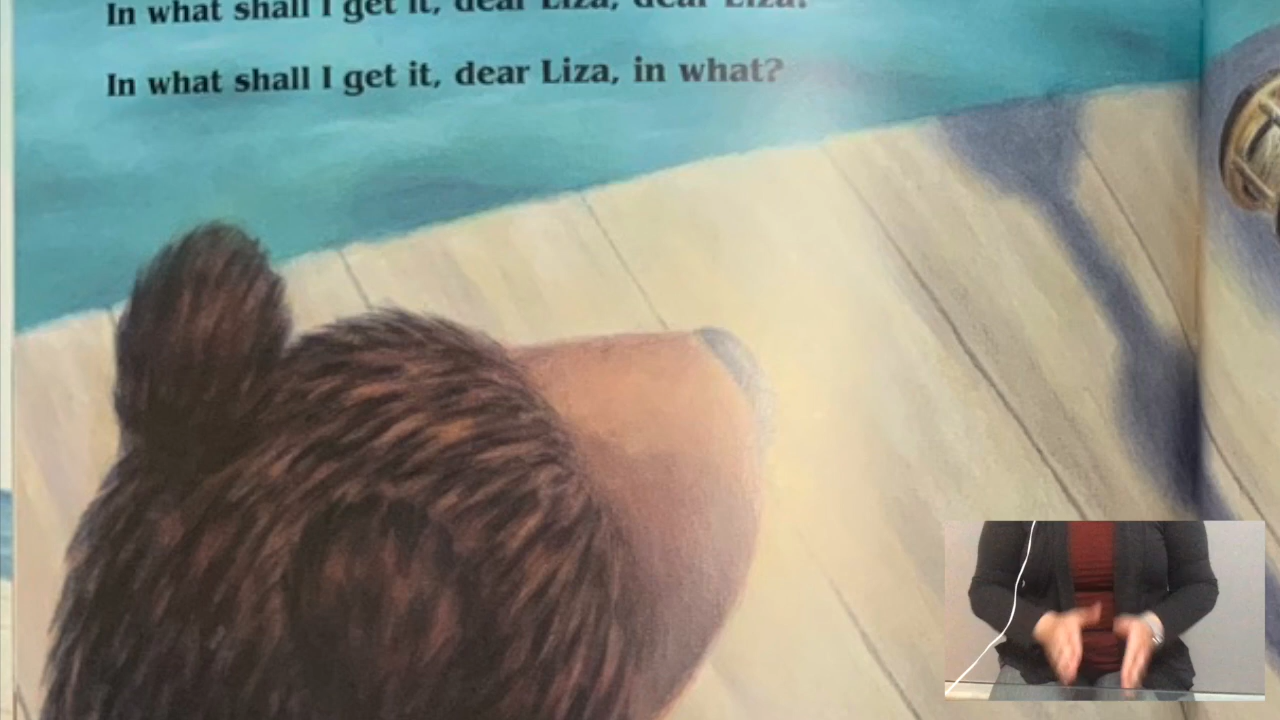 In what shall I get it, dear Liza, dear Liza?
In what shall I get it, dear Liza, in what?